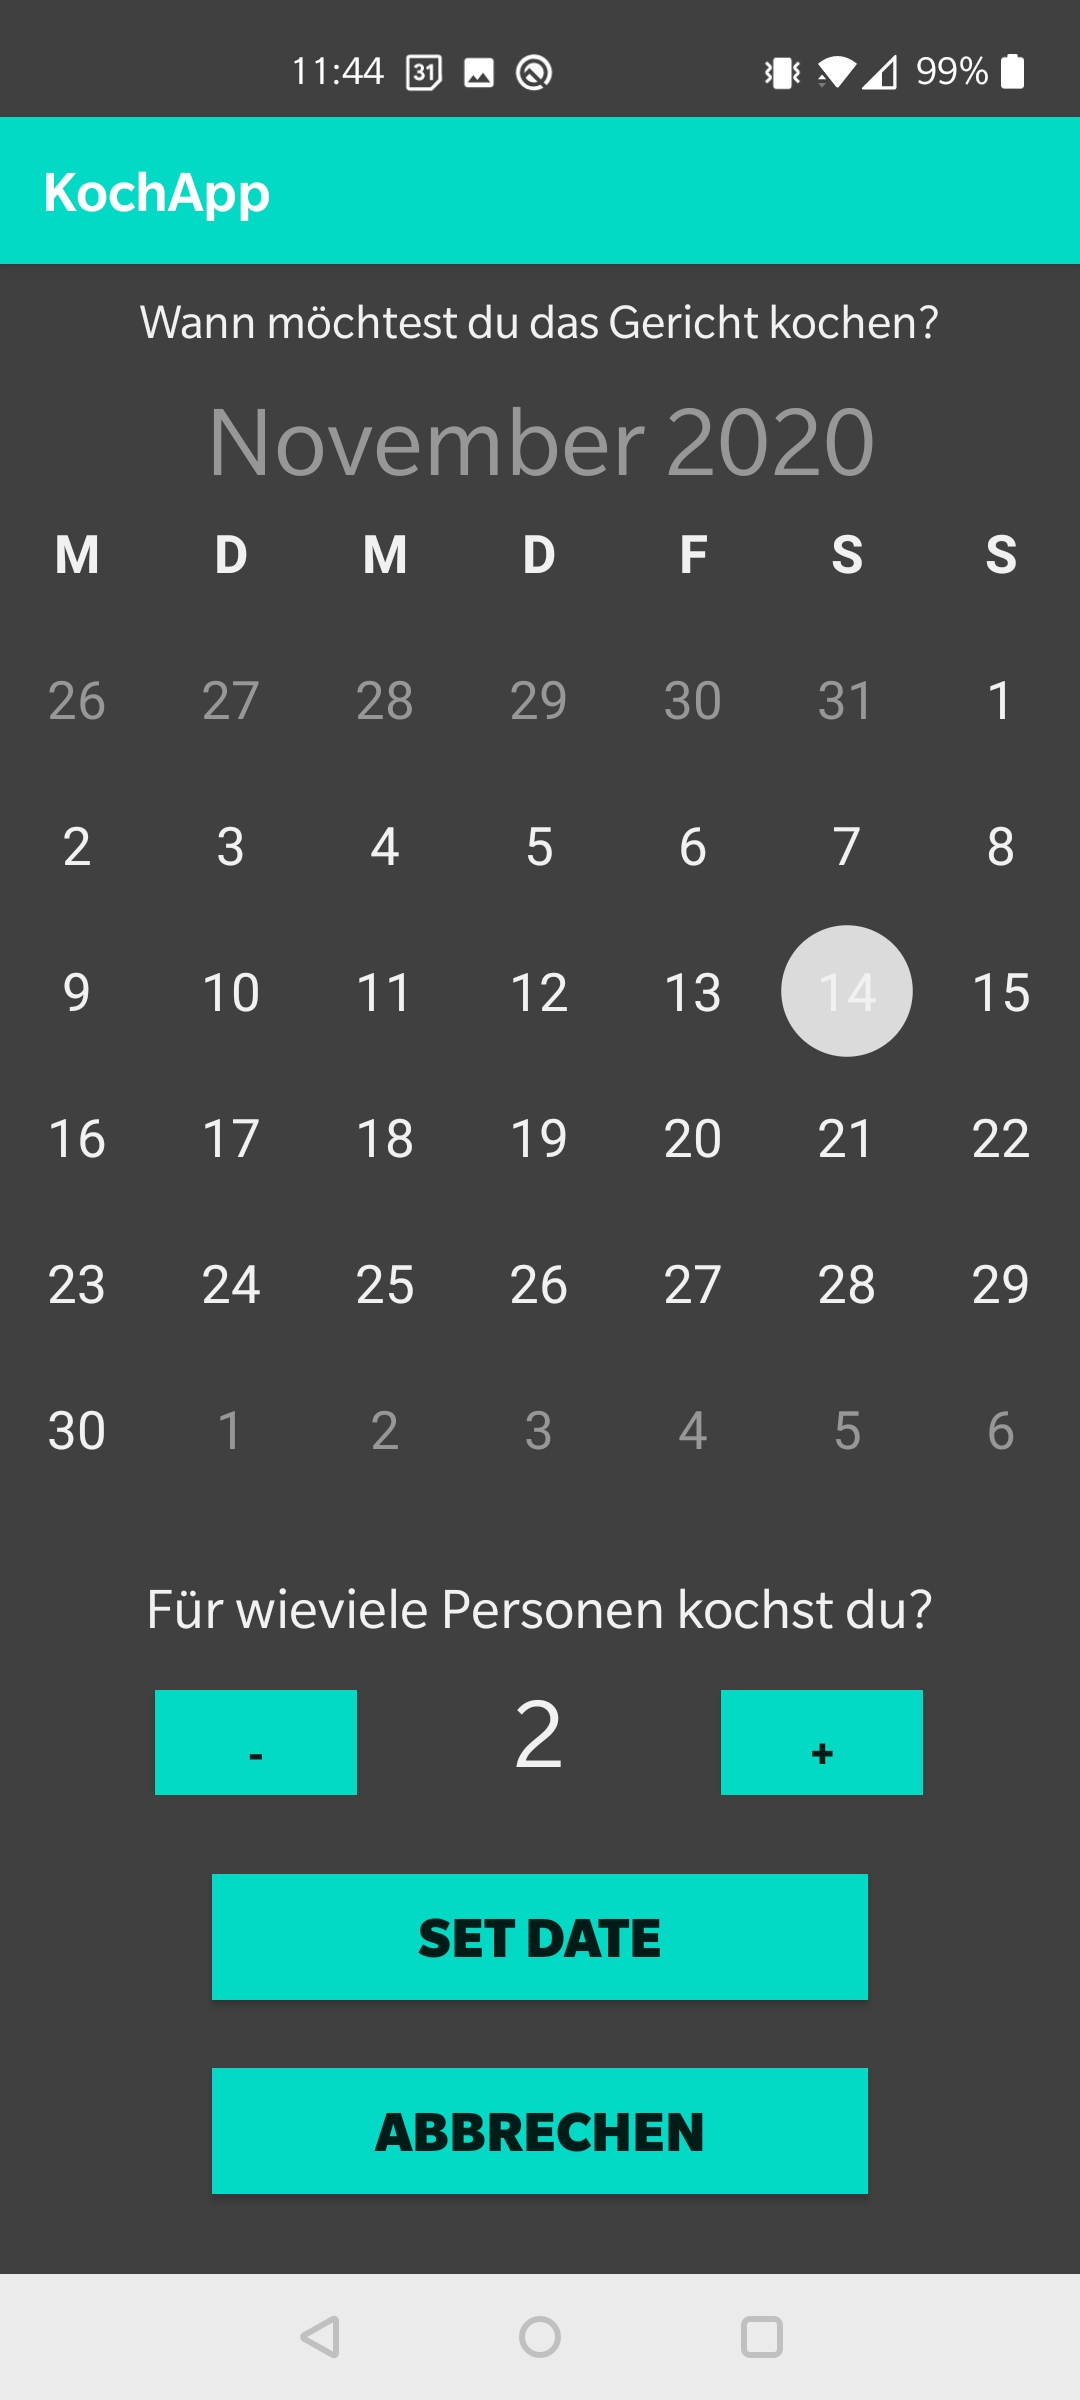 11:44 31 99%
KochApp
Wann möchtest du das Gericht kochen?
November 2020
M D M D F S S
26 27 28 29 30 31 1
2 3 4 5 6 7 8
9 10 11 12 13 14 15
16 17 18 19 20 21 22
23 24 25 26 27 28 29
30 1 2 3 4 5 6
Für wieviele Personen kochst du?
- 2 +
SET DATE
ABBRECHEN